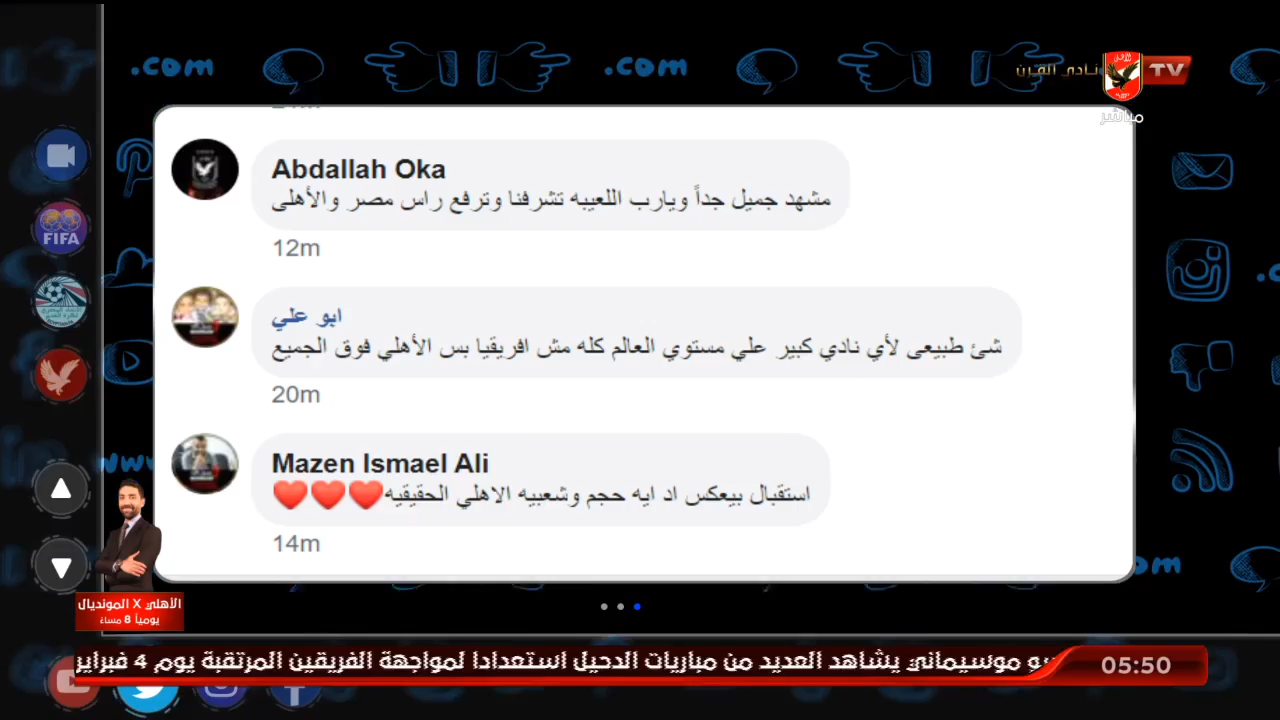 .com
.com
نادي القرن
TV
مباشر
Abdallah Oka
مشهد جميل جداً ويارب اللعيبه تشرفنا وترفع راس مصر والأهلى
12m
ابو علي
شئ طبيعى لأي نادي كبير علي مستوي العالم كله مش افريقيا بس الأهلي فوق الجميع
20m
Mazen Ismael Ali
استقبال بيعكس اد ايه حجم وشعبيه الاهلي الحقيقيه❤❤❤
14m
FIFA
www
om
الأهلي X المونديال
يومياً 8 مساءً
موسيماني يشاهد العديد من مباريات الدحيل استعدادا لمواجهة الفريقين المرتقبة يوم 4 فبراير
05:50